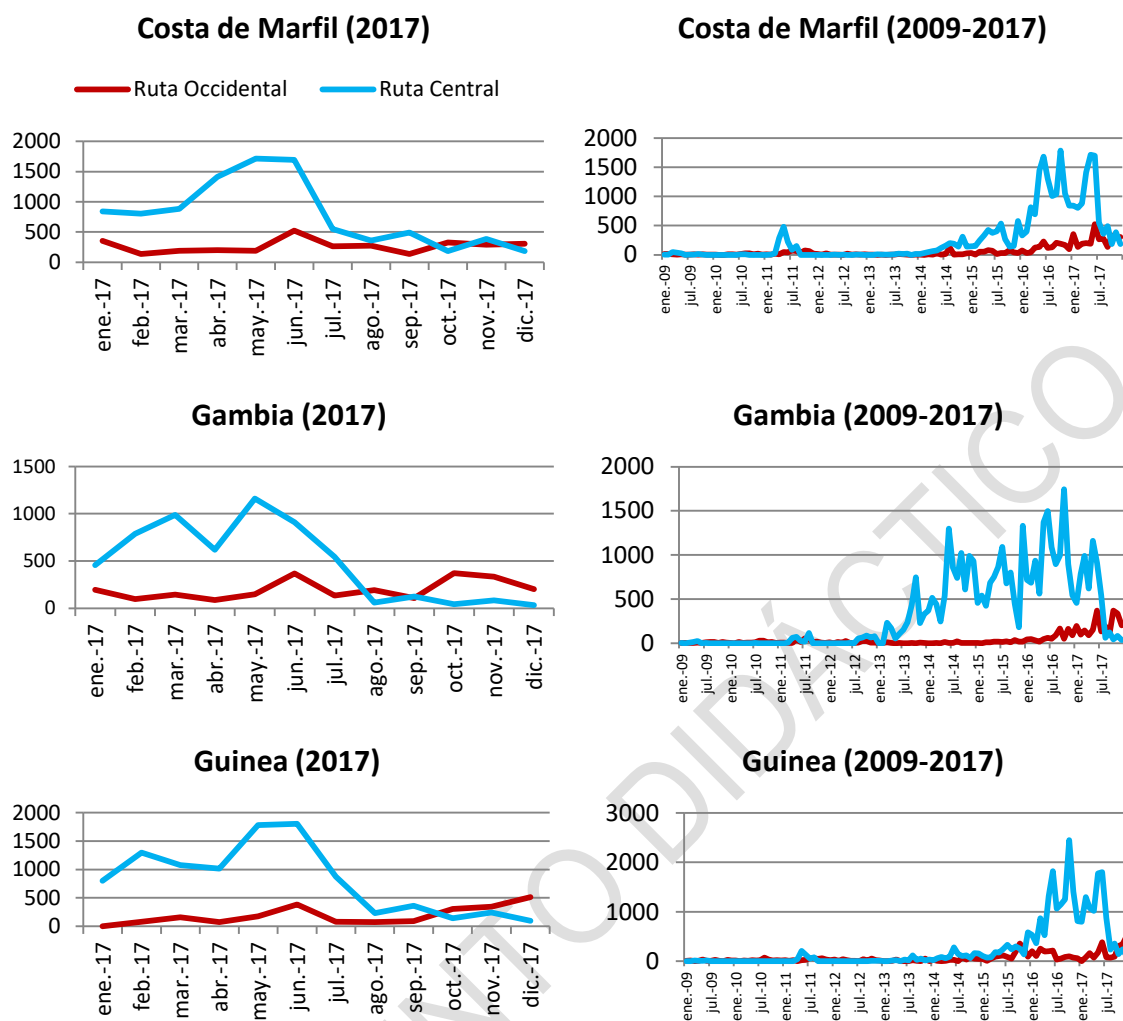 Costa de Marfil (2017)
Ruta Occidental Ruta Central
2000
1500
1000
500
0
ene.-17 feb.-17 mar.-17 abr.-17 may.-17 jun.-17 jul.-17 ago.-17 sep.-17 oct.-17 nov.-17 dic.-17
Costa de Marfil (2009-2017)
2000
1500
1000
500
0
ene.-09 jul.-09 ene.-10 jul.-10 ene.-11 jul.-11 ene.-12 jul.-12 ene.-13 jul.-13 ene.-14 jul.-14 ene.-15 jul.-15 ene.-16 jul.-16 ene.-17 jul.-17
Gambia (2017)
1500
1000
500
0
ene.-17 feb.-17 mar.-17 abr.-17 may.-17 jun.-17 jul.-17 ago.-17 sep.-17 oct.-17 nov.-17 dic.-17
Gambia (2009-2017)
2000
1500
1000
500
0
ene.-09 jul.-09 ene.-10 jul.-10 ene.-11 jul.-11 ene.-12 jul.-12 ene.-13 jul.-13 ene.-14 jul.-14 ene.-15 jul.-15 ene.-16 jul.-16 ene.-17 jul.-17
Guinea (2017)
2000
1500
1000
500
0
ene.-17 feb.-17 mar.-17 abr.-17 may.-17 jun.-17 jul.-17 ago.-17 sep.-17 oct.-17 nov.-17 dic.-17
Guinea (2009-2017)
3000
2000
1000
0
ene.-09 jul.-09 ene.-10 jul.-10 ene.-11 jul.-11 ene.-12 jul.-12 ene.-13 jul.-13 ene.-14 jul.-14 ene.-15 jul.-15 ene.-16 jul.-16 ene.-17 jul.-17
ENTO DIDÁCTICO